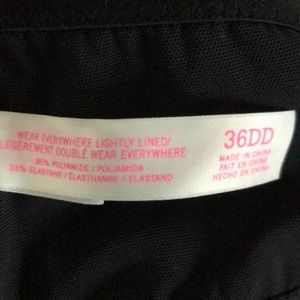 WEAR EVERYWHERE LIGHTLY LINED/
LÉGÈREMENT DOUBLÉ WEAR EVERYWHERE
85% POLYAMIDE / POLIAMIDA
15% ELASTANE / ÉLASTHANNE / ELASTANO
36DD
MADE IN CHINA
FAIT EN CHINE
HECHO EN CHINA